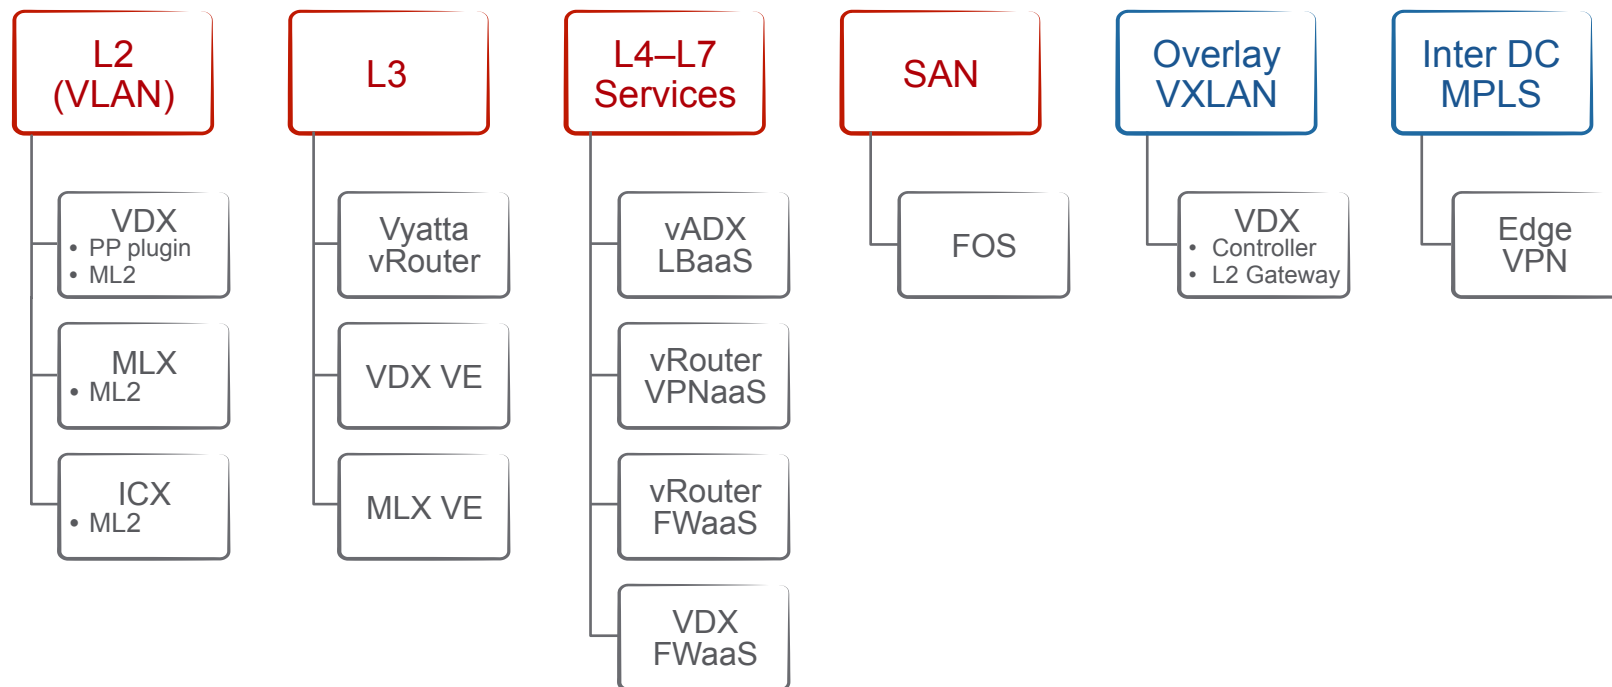 L2
(VLAN)
VDX
• PP plugin
• ML2
MLX
• ML2
ICX
• ML2
L3
Vyatta
vRouter
VDX VE
MLX VE
L4–L7
Services
vADX
LBaaS
vRouter
VPNaaS
vRouter
FWaaS
VDX
FWaaS
SAN
FOS
Overlay
VXLAN
VDX
• Controller
• L2 Gateway
Inter DC
MPLS
Edge
VPN